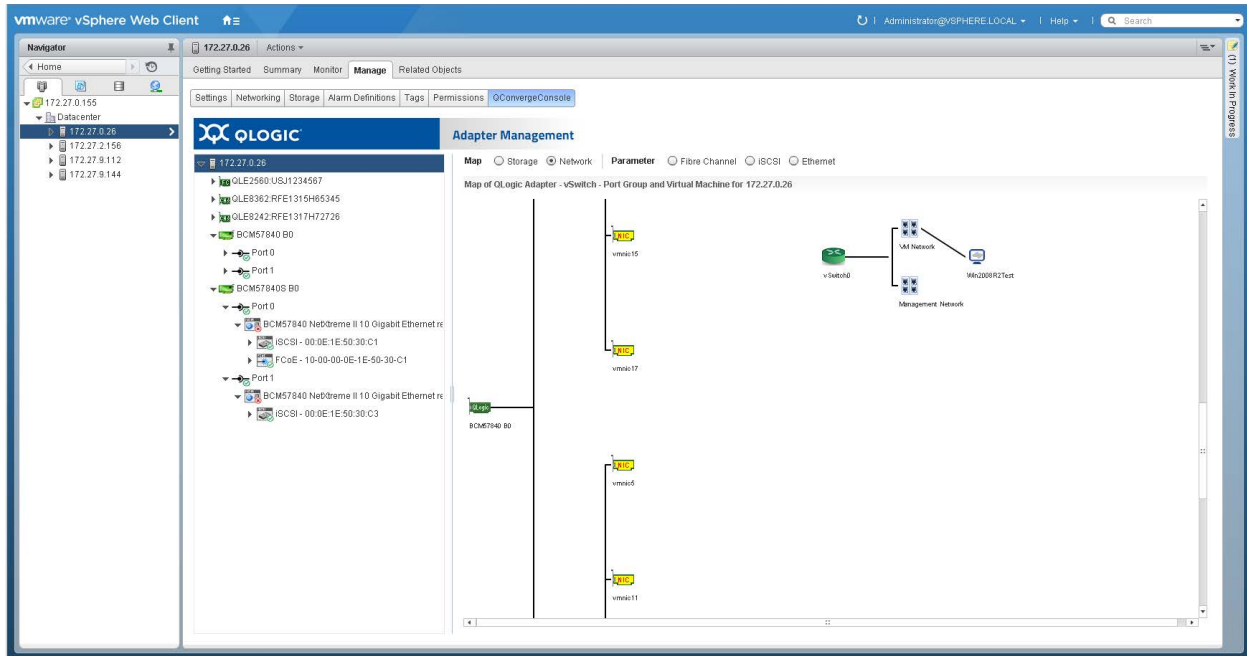 vmware® vSphere Web Client
Administrator@VSPHERE.LOCAL
Help
Search
Navigator
Home
172.27.0.155
Datacenter
172.27.0.26
172.27.2.156
172.27.9.112
172.27.9.144
172.27.0.26 Actions
Getting Started Summary Monitor Manage Related Objects
Settings Networking Storage Alarm Definitions Tags Permissions QConvergeConsole
QLOGIC
Adapter Management
172.27.0.26
QLE2560:USJ1234567
QLE8362:RFE1315H65345
QLE8242:RFE1317H72726
BCM57840 B0
Port 0
Port 1
BCM57840S B0
Port 0
BCM57840 NetXtreme II 10 Gigabit Ethernet re
iSCSI - 00:0E:1E:50:30:C1
FCoE - 10-00-00-0E-1E-50-30-C1
Port 1
BCM57840 NetXtreme II 10 Gigabit Ethernet re
iSCSI - 00:0E:1E:50:30:C3
Map Storage Network Parameter Fibre Channel iSCSI Ethernet
Map of QLogic Adapter - vSwitch - Port Group and Virtual Machine for 172.27.0.26
NIC
vmnic15
NIC
vmnic17
QLogic
BCM57840 B0
NIC
vmnic5
NIC
vmnic11
vSwitch0
VM Network
Win2008R2Test
Management Network
(1) Work In Progress